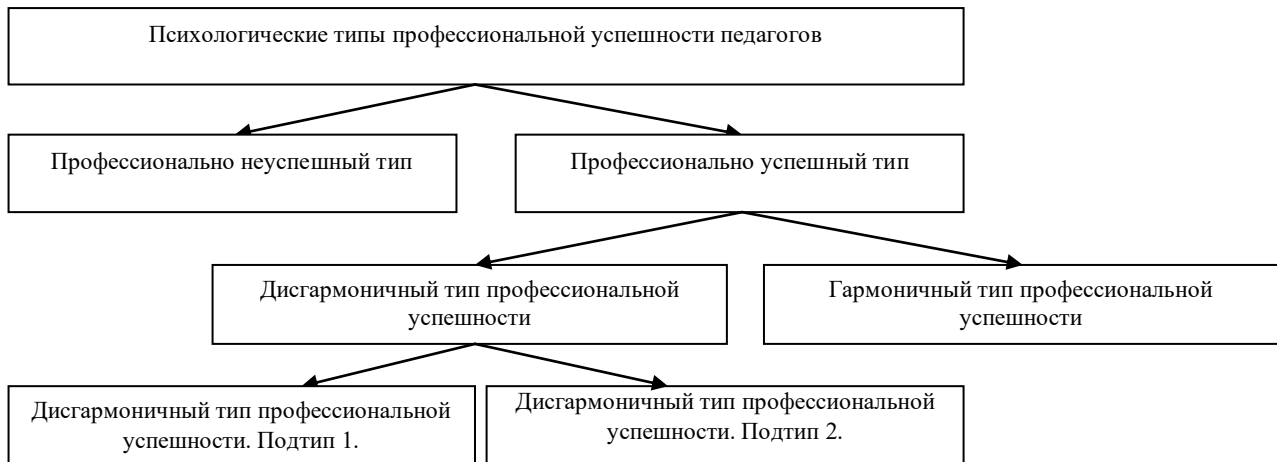 Психологические типы профессиональной успешности педагогов
Профессионально неуспешный тип
Профессионально успешный тип
Дисгармоничный тип профессиональной
успешности
Гармоничный тип профессиональной
успешности
Дисгармоничный тип профессиональной
успешности. Подтип 1.
Дисгармоничный тип профессиональной
успешности. Подтип 2.